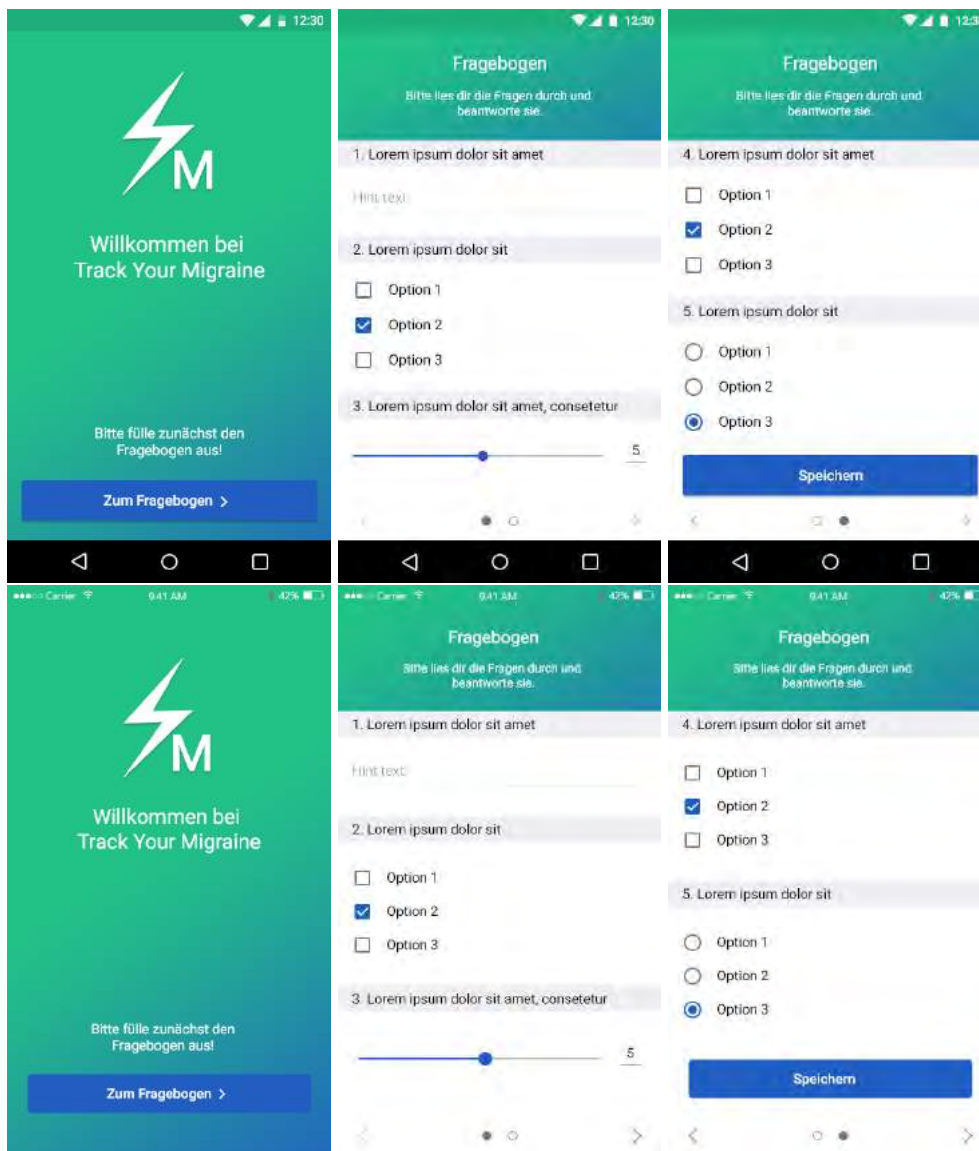 12:30
M
Willkommen bei
Track Your Migraine
Bitte fülle zunächst den
Fragebogen aus!
Zum Fragebogen >
12:30
Fragebogen
Bitte lies dir die Fragen durch und
beantworte sie.
1. Lorem ipsum dolor sit amet
Hint text
2. Lorem ipsum dolor sit
Option 1
Option 2
Option 3
3. Lorem ipsum dolor sit amet, consetetur
5
Fragebogen
Bitte lies dir die Fragen durch und
beantworte sie.
4. Lorem ipsum dolor sit amet
Option 1
Option 2
Option 3
5. Lorem ipsum dolor sit
Option 1
Option 2
Option 3
Speichern
Carrier 9:41 AM 42%
M
Willkommen bei
Track Your Migraine
Bitte fülle zunächst den
Fragebogen aus!
Zum Fragebogen >
Carrier 9:41 AM 42%
Fragebogen
Bitte lies dir die Fragen durch und
beantworte sie.
1. Lorem ipsum dolor sit amet
Hint text
2. Lorem ipsum dolor sit
Option 1
Option 2
Option 3
3. Lorem ipsum dolor sit amet, consetetur
5
Carrier 9:41 AM 42%
Fragebogen
Bitte lies dir die Fragen durch und
beantworte sie.
4. Lorem ipsum dolor sit amet
Option 1
Option 2
Option 3
5. Lorem ipsum dolor sit
Option 1
Option 2
Option 3
Speichern